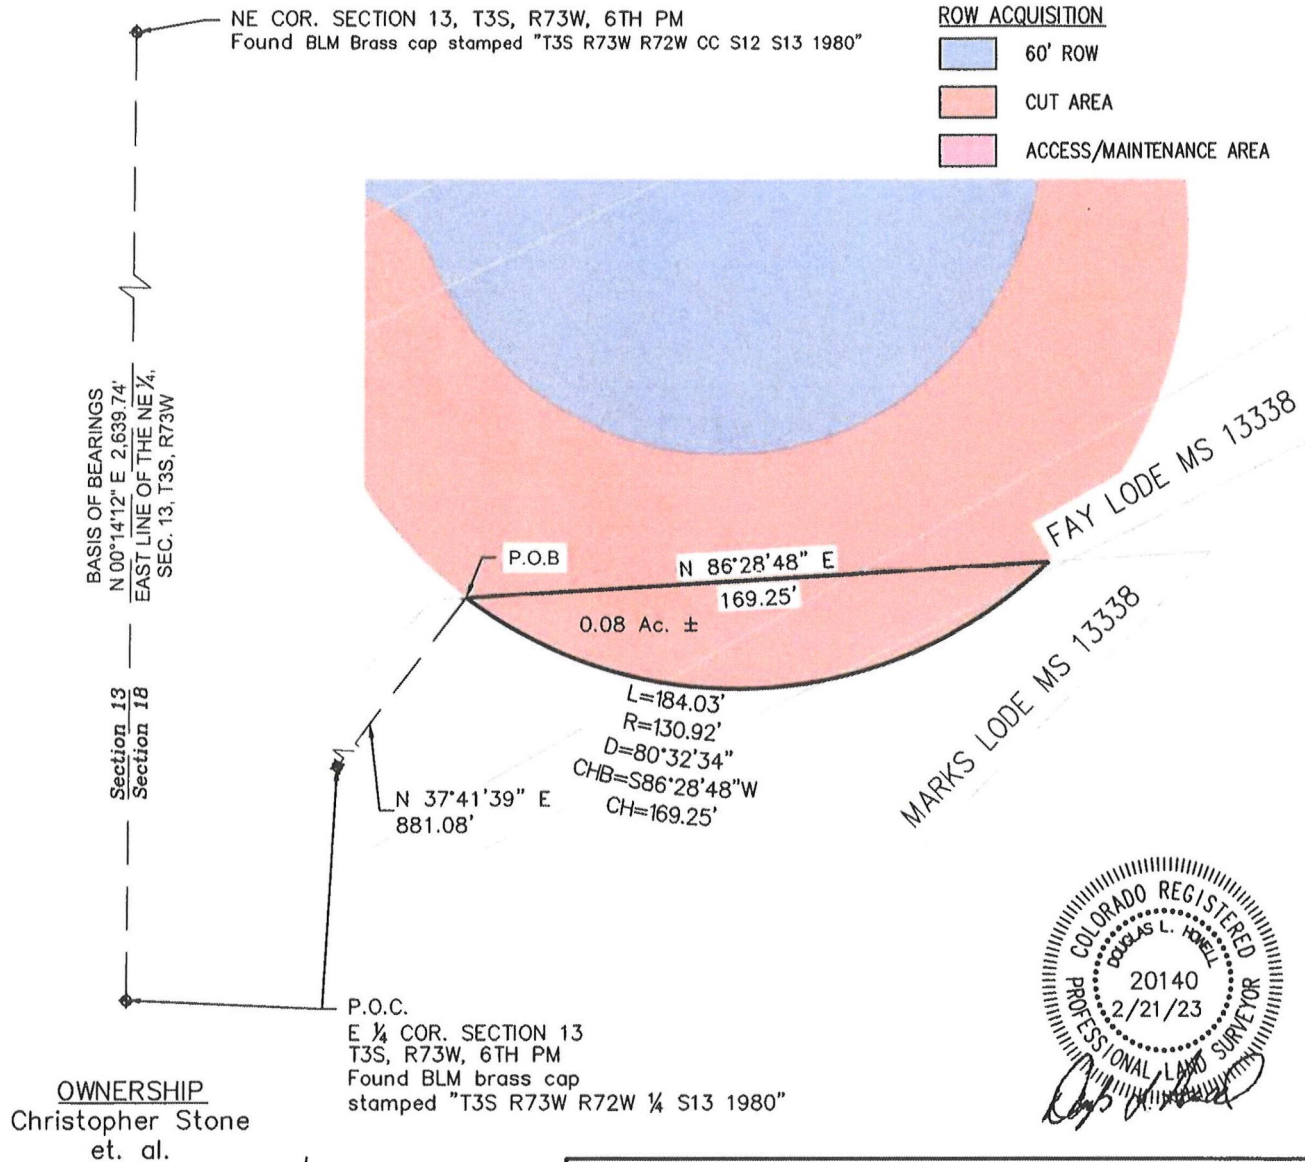 NE COR. SECTION 13, T3S, R73W, 6TH PM
Found BLM Brass cap stamped "T3S R73W R72W CC S12 S13 1980"
ROW ACQUISITION
60' ROW
CUT AREA
ACCESS/MAINTENANCE AREA
BASIS OF BEARINGS
N 00°14'12" E 2,639.74'
EAST LINE OF THE NE ¼,
SEC. 13, T3S, R73W
Section 13
Section 18
P.O.B
N 86°28'48" E
169.25'
0.08 Ac. ±
FAY LODE MS 13338
MARKS LODE MS 13338
L=184.03'
R=130.92'
D=80°32'34"
CHB=S86°28'48"W
CH=169.25'
N 37°41'39" E
881.08'
P.O.C.
E ¼ COR. SECTION 13
T3S, R73W, 6TH PM
Found BLM brass cap
stamped "T3S R73W R72W ¼ S13 1980"
OWNERSHIP
Christopher Stone
et. al.
COLORADO REGISTERED
DOUGLAS L. HOWELL
20140
2/21/23
PROFESSIONAL LAND SURVEYOR